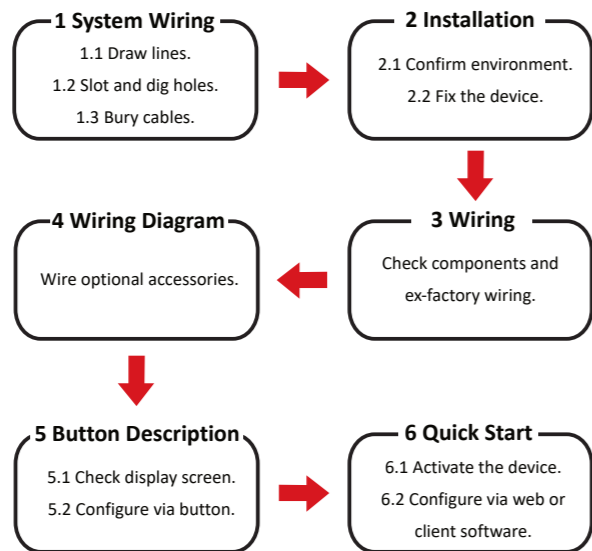 1 System Wiring
1.1 Draw lines.
1.2 Slot and dig holes.
1.3 Bury cables.
2 Installation
2.1 Confirm environment.
2.2 Fix the device.
3 Wiring
Check components and
ex-factory wiring.
4 Wiring Diagram
Wire optional accessories.
5 Button Description
5.1 Check display screen.
5.2 Configure via button.
6 Quick Start
6.1 Activate the device.
6.2 Configure via web or
client software.